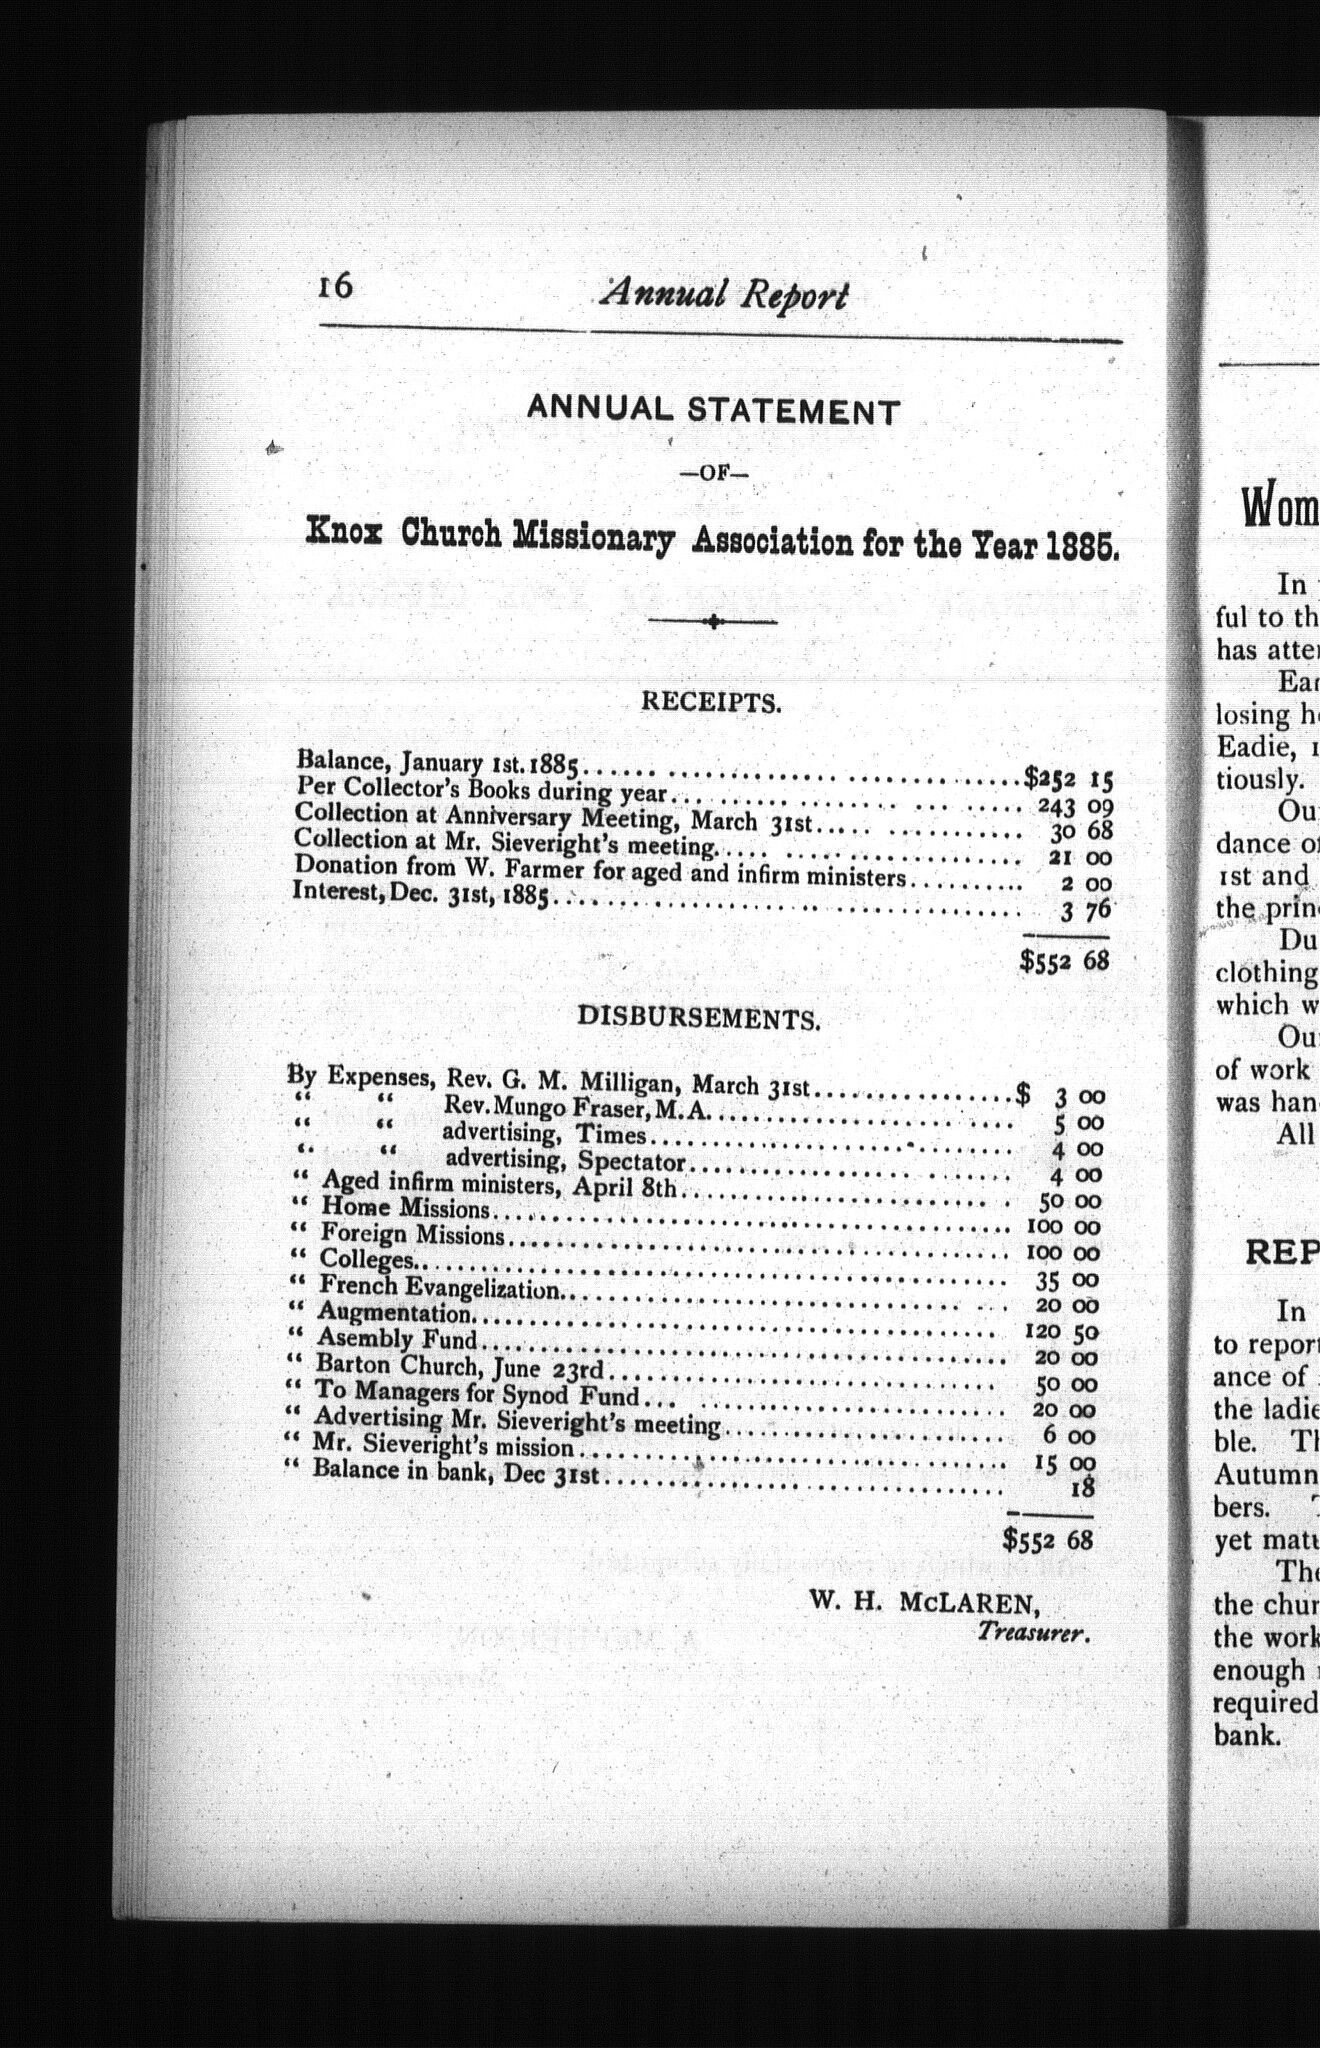 16 Annual Report
ANNUAL STATEMENT
—OF—
Knox Church Missionary Association for the Year 1885.
RECEIPTS.
Balance, January 1st. 1885...... ............................$252 15
Per Collector's Books during year............................ 243 09
Collection at Anniversary Meeting, March 31st..... ........... 30 68
Collection at Mr. Sieveright's meeting..... .................. 21 00
Donation from W. Farmer for aged and infirm ministers.......... 2 00
Interest, Dec. 31st, 1885.................................... 3 76
$552 68
DISBURSEMENTS.
By Expenses, Rev. G. M. Milligan, March 31st.................$ 3 00
“ “ Rev. Mungo Fraser, M. A......................... .... 5 00
“ “ advertising, Times............................... 4 00
“ “ advertising, Spectator........................... 4 00
“ Aged infirm ministers, April 8th........................ . 50 00
“ Home Missions........................................ 100 00
“ Foreign Missions...................................... 100 00
“ Colleges............................................. 35 00
“ French Evangelization............................ ... 20 00
“ Augmentation........................................ 120 50
“ Asembly Fund........................................ 20 00
“ Barton Church, June 23rd............................. 50 00
“ To Managers for Synod Fund... ....................... 20 00
“ Advertising Mr. Sieveright's meeting..................... 6 00
“ Mr. Sieveright's mission................................ 15 00
“ Balance in bank, Dec 31st............................... 18
$552 68
W. H. McLAREN,
Treasurer.
Wom
In
ful to th
has atte
Ear
losing h
Eadie, 1
tiously.
Ou
dance of
1st and
the prin
Du
clothing
which w
Ou
of work
was han
All
REP
In
to report
ance of
the ladie
ble. Th
Autumn
bers.
yet matu
The
the chur
the work
enough
required
bank.